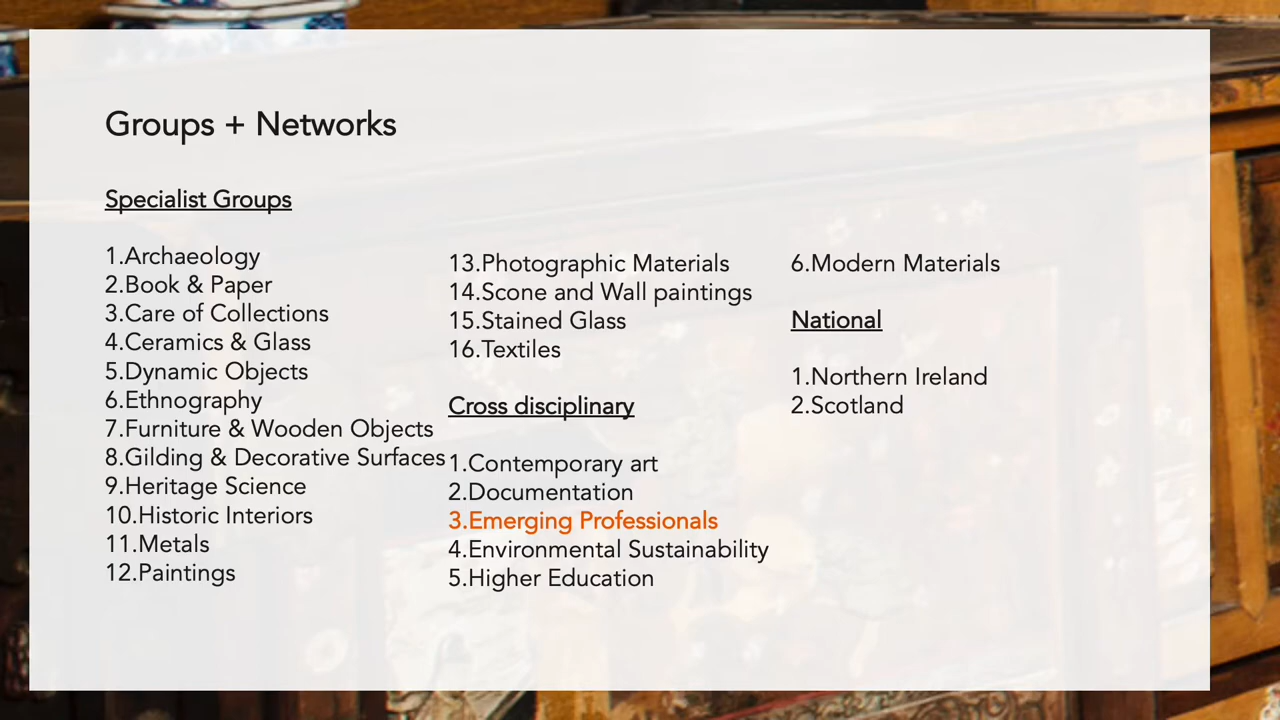 Groups + Networks
Specialist Groups
1.Archaeology
2.Book & Paper
3.Care of Collections
4.Ceramics & Glass
5.Dynamic Objects
6.Ethnography
7.Furniture & Wooden Objects
8.Gilding & Decorative Surfaces
9.Heritage Science
10.Historic Interiors
11.Metals
12.Paintings
13.Photographic Materials
14.Scone and Wall paintings
15.Stained Glass
16.Textiles
Cross disciplinary
1.Contemporary art
2.Documentation
3.Emerging Professionals
4.Environmental Sustainability
5.Higher Education
6.Modern Materials
National
1.Northern Ireland
2.Scotland